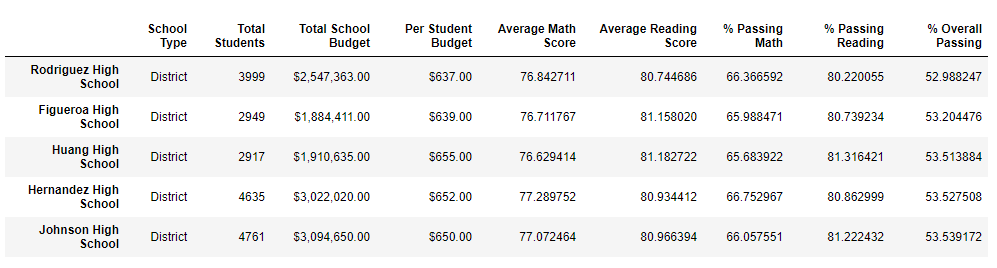 School Type Total Students Total School Budget Per Student Budget Average Math Score Average Reading Score % Passing Math % Passing Reading % Overall Passing
Rodriguez High School District 3999 $2,547,363.00 $637.00 76.842711 80.744686 66.366592 80.220055 52.988247
Figueroa High School District 2949 $1,884,411.00 $639.00 76.711767 81.158020 65.988471 80.739234 53.204476
Huang High School District 2917 $1,910,635.00 $655.00 76.629414 81.182722 65.683922 81.316421 53.513884
Hernandez High School District 4635 $3,022,020.00 $652.00 77.289752 80.934412 66.752967 80.862999 53.527508
Johnson High School District 4761 $3,094,650.00 $650.00 77.072464 80.966394 66.057551 81.222432 53.539172